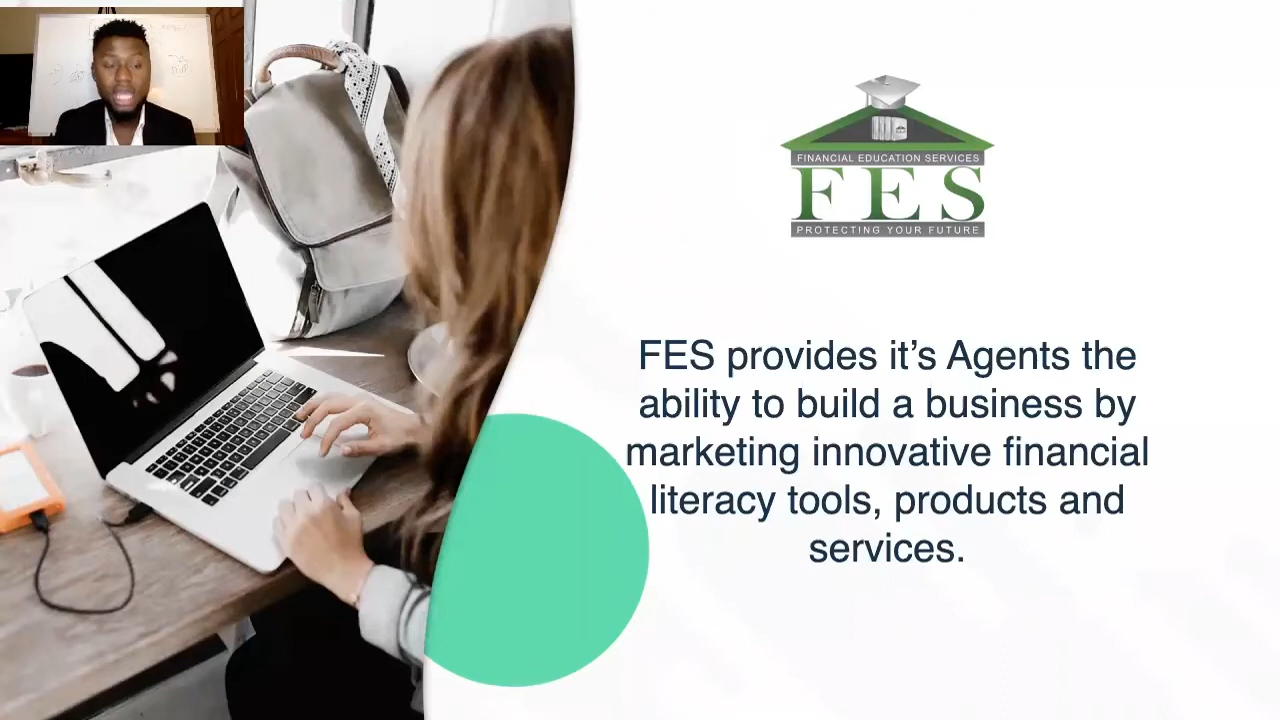 FINANCIAL EDUCATION SERVICES
FES
PROTECTING YOUR FUTURE
FES provides it's Agents the
ability to build a business by
marketing innovative financial
literacy tools, products and
services.